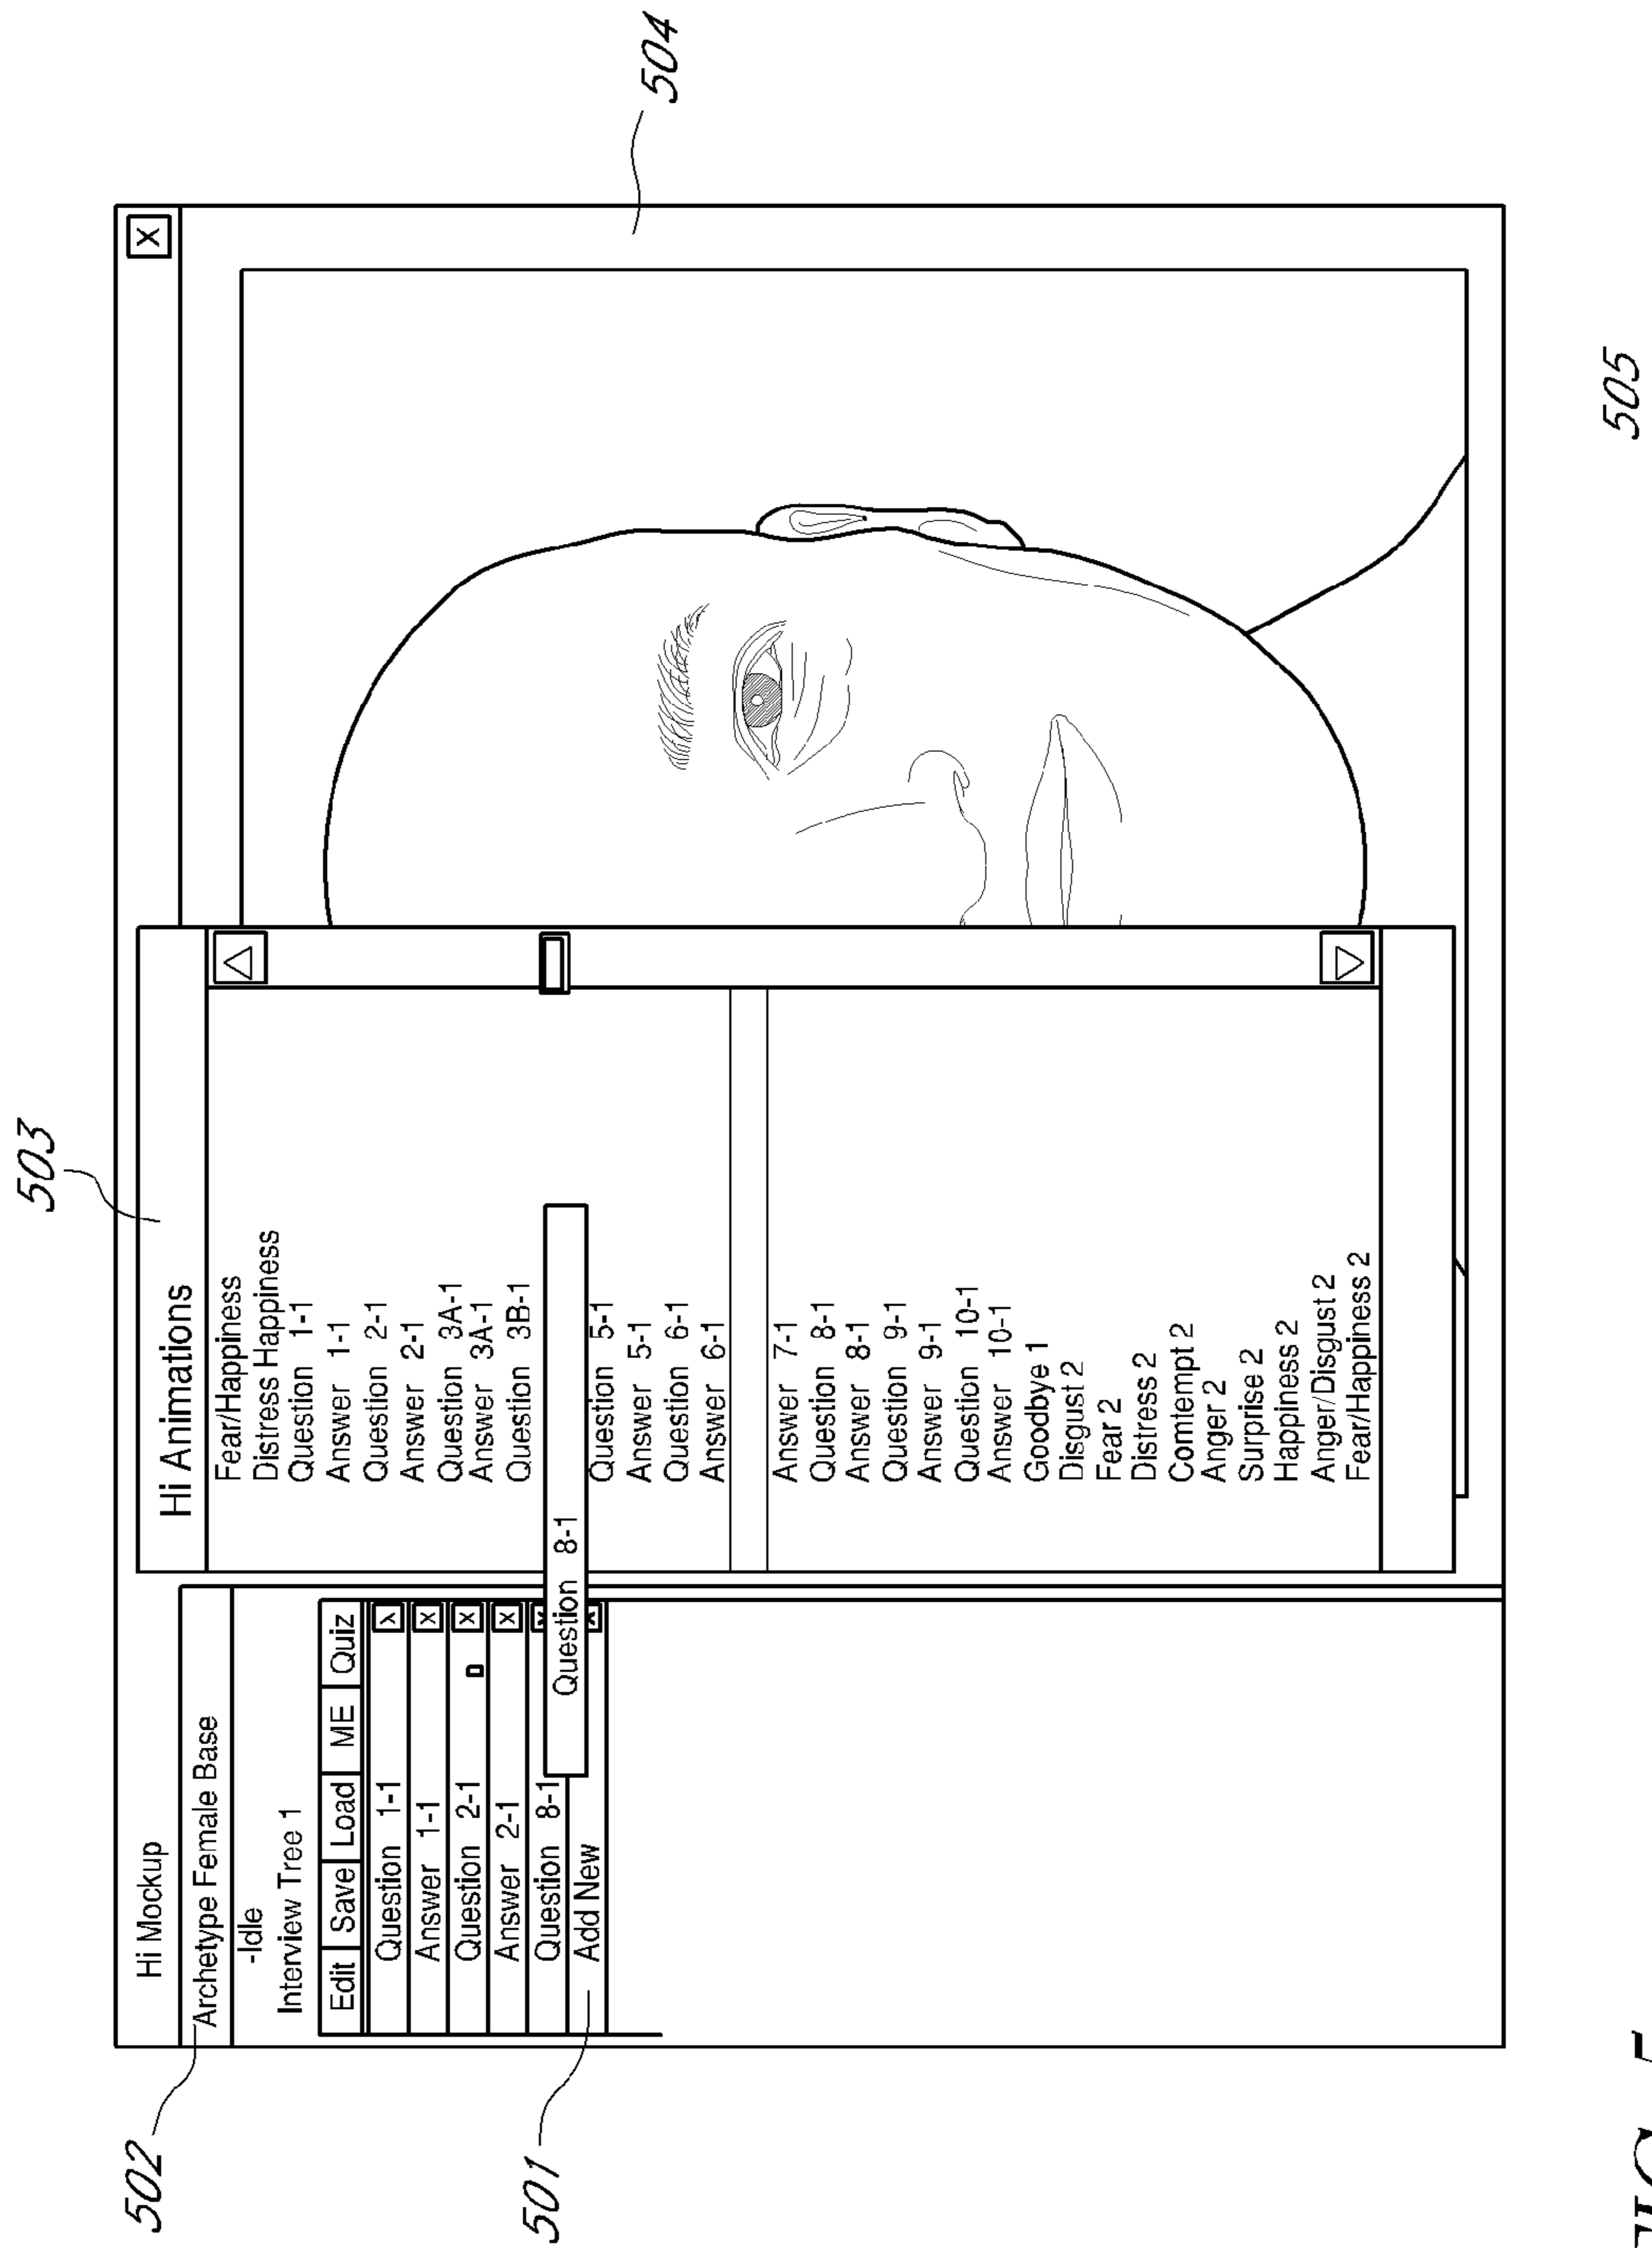 503
504
502
501
505
Hi Mockup
X
Archetype Female Base
-Idle
Interview Tree 1
Edit Save Load ME Quiz
Question 1-1
Answer 1-1 X
Question 2-1 X
Answer 2-1 X
Question 8-1
Add New
Question 8-1
Hi Animations
Fear/Happiness
Distress Happiness
Question 1-1
Answer 1-1
Question 2-1
Answer 2-1
Question 3A-1
Answer 3A-1
Question 3B-1
Question 5-1
Answer 5-1
Question 6-1
Answer 6-1
Answer 7-1
Question 8-1
Answer 8-1
Question 9-1
Answer 9-1
Question 10-1
Answer 10-1
Goodbye 1
Disgust 2
Fear 2
Distress 2
Comtempt 2
Anger 2
Surprise 2
Happiness 2
Anger/Disgust 2
Fear/Happiness 2